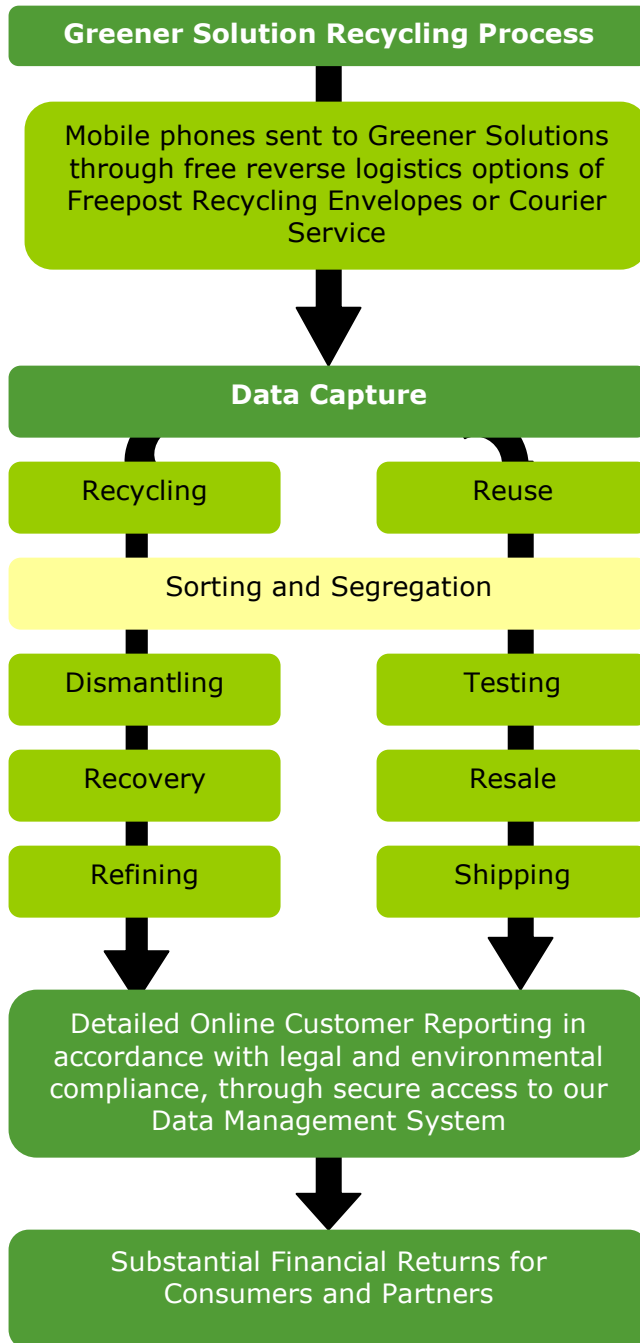 Greener Solution Recycling Process
Mobile phones sent to Greener Solutions
through free reverse logistics options of
Freepost Recycling Envelopes or Courier
Service
Data Capture
Recycling
Reuse
Sorting and Segregation
Dismantling
Testing
Recovery
Resale
Refining
Shipping
Detailed Online Customer Reporting in
accordance with legal and environmental
compliance, through secure access to our
Data Management System
Substantial Financial Returns for
Consumers and Partners